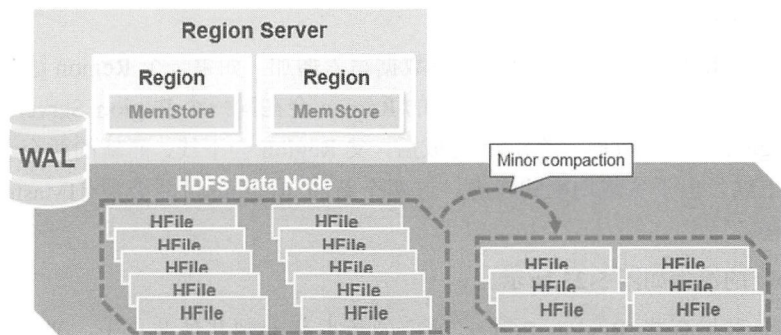 Region Server
Region Region
MemStore MemStore
WAL
Minor compaction
HDFS Data Node
HFile HFile
HFile HFile
HFile HFile
HFile HFile
HFile HFile
HFile HFile
HFile HFile
HFile HFile